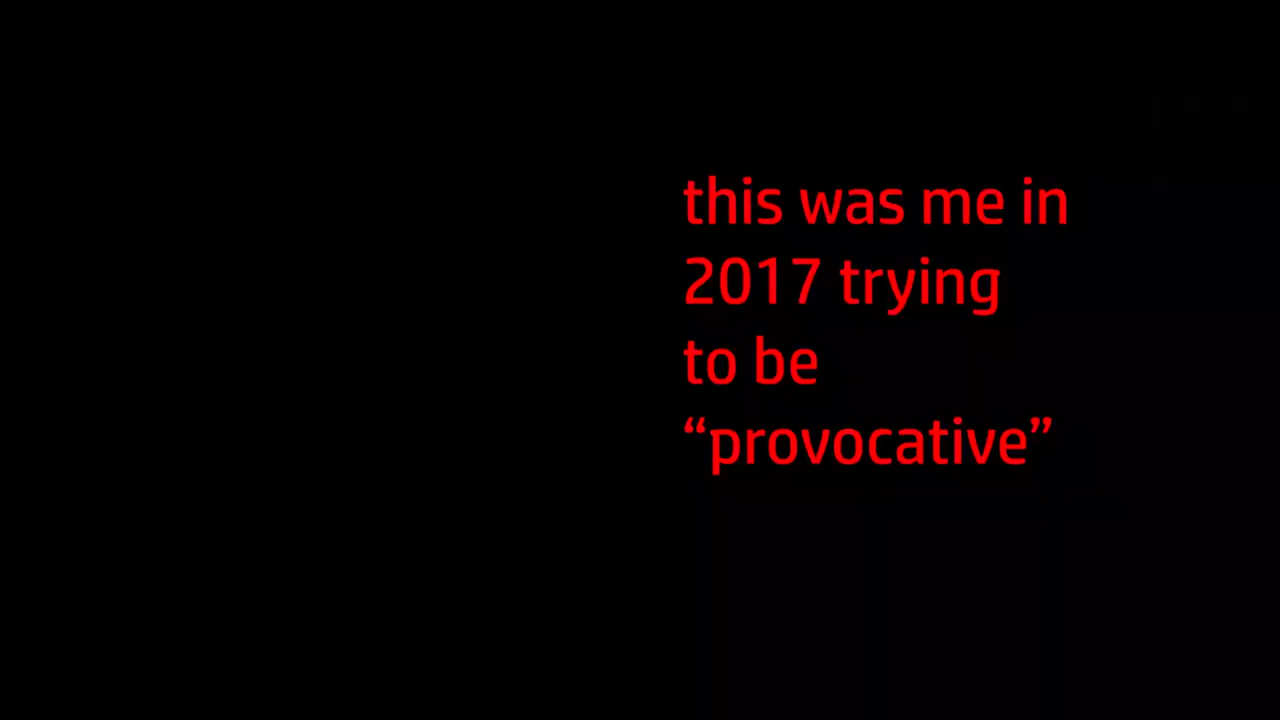 this was me in
2017 trying
to be
“provocative”